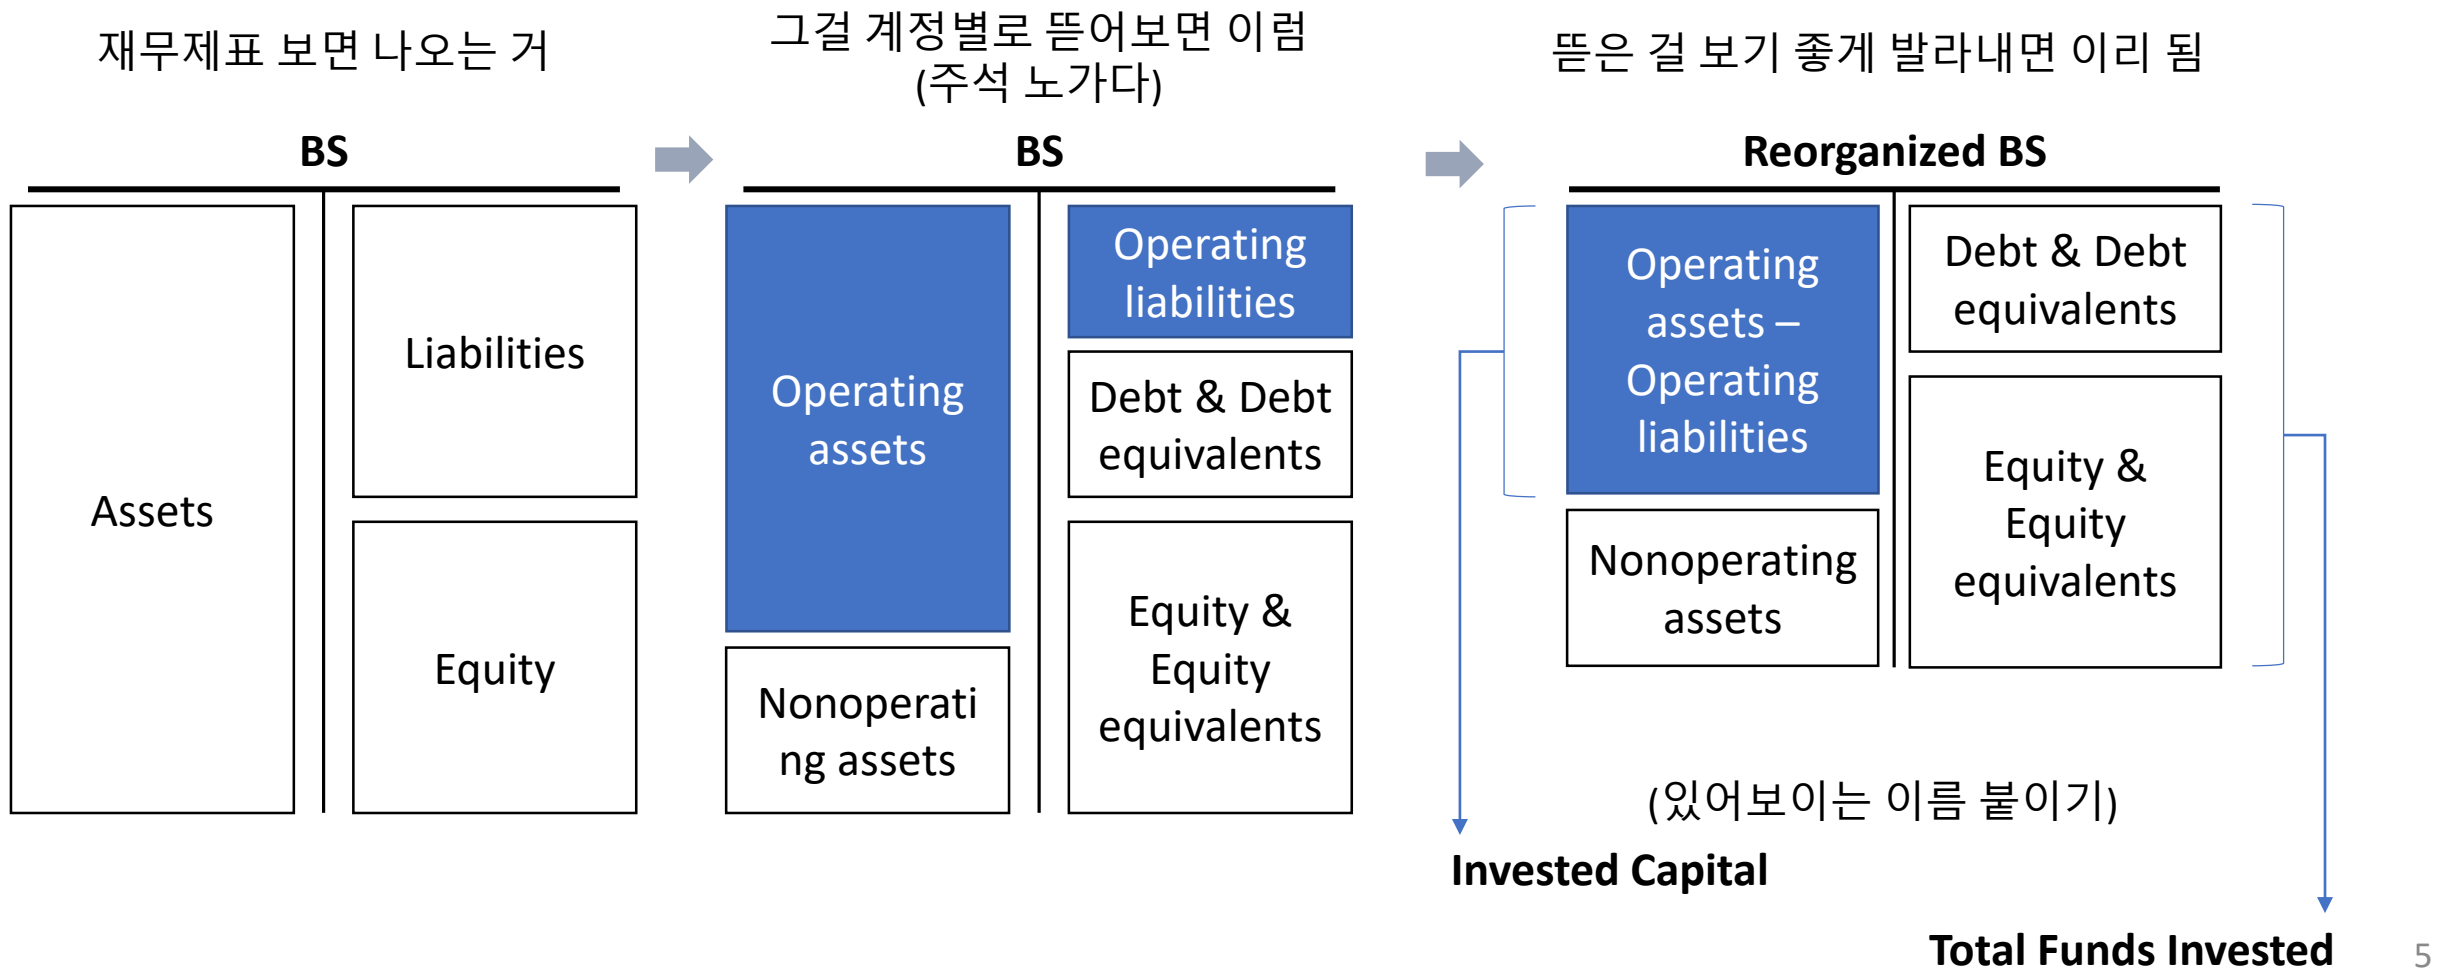 재무제표 보면 나오는 거
그걸 계정별로 뜯어보면 이럼
(주석 노가다)
뜯은 걸 보기 좋게 발라내면 이리 됨
BS
BS
Reorganized BS
Assets
Liabilities
Equity
Operating
assets
Nonoperati
ng assets
Operating
liabilities
Debt & Debt
equivalents
Equity &
Equity
equivalents
Operating
assets –
Operating
liabilities
Nonoperating
assets
Debt & Debt
equivalents
Equity &
Equity
equivalents
(있어보이는 이름 붙이기)
Invested Capital
Total Funds Invested
5